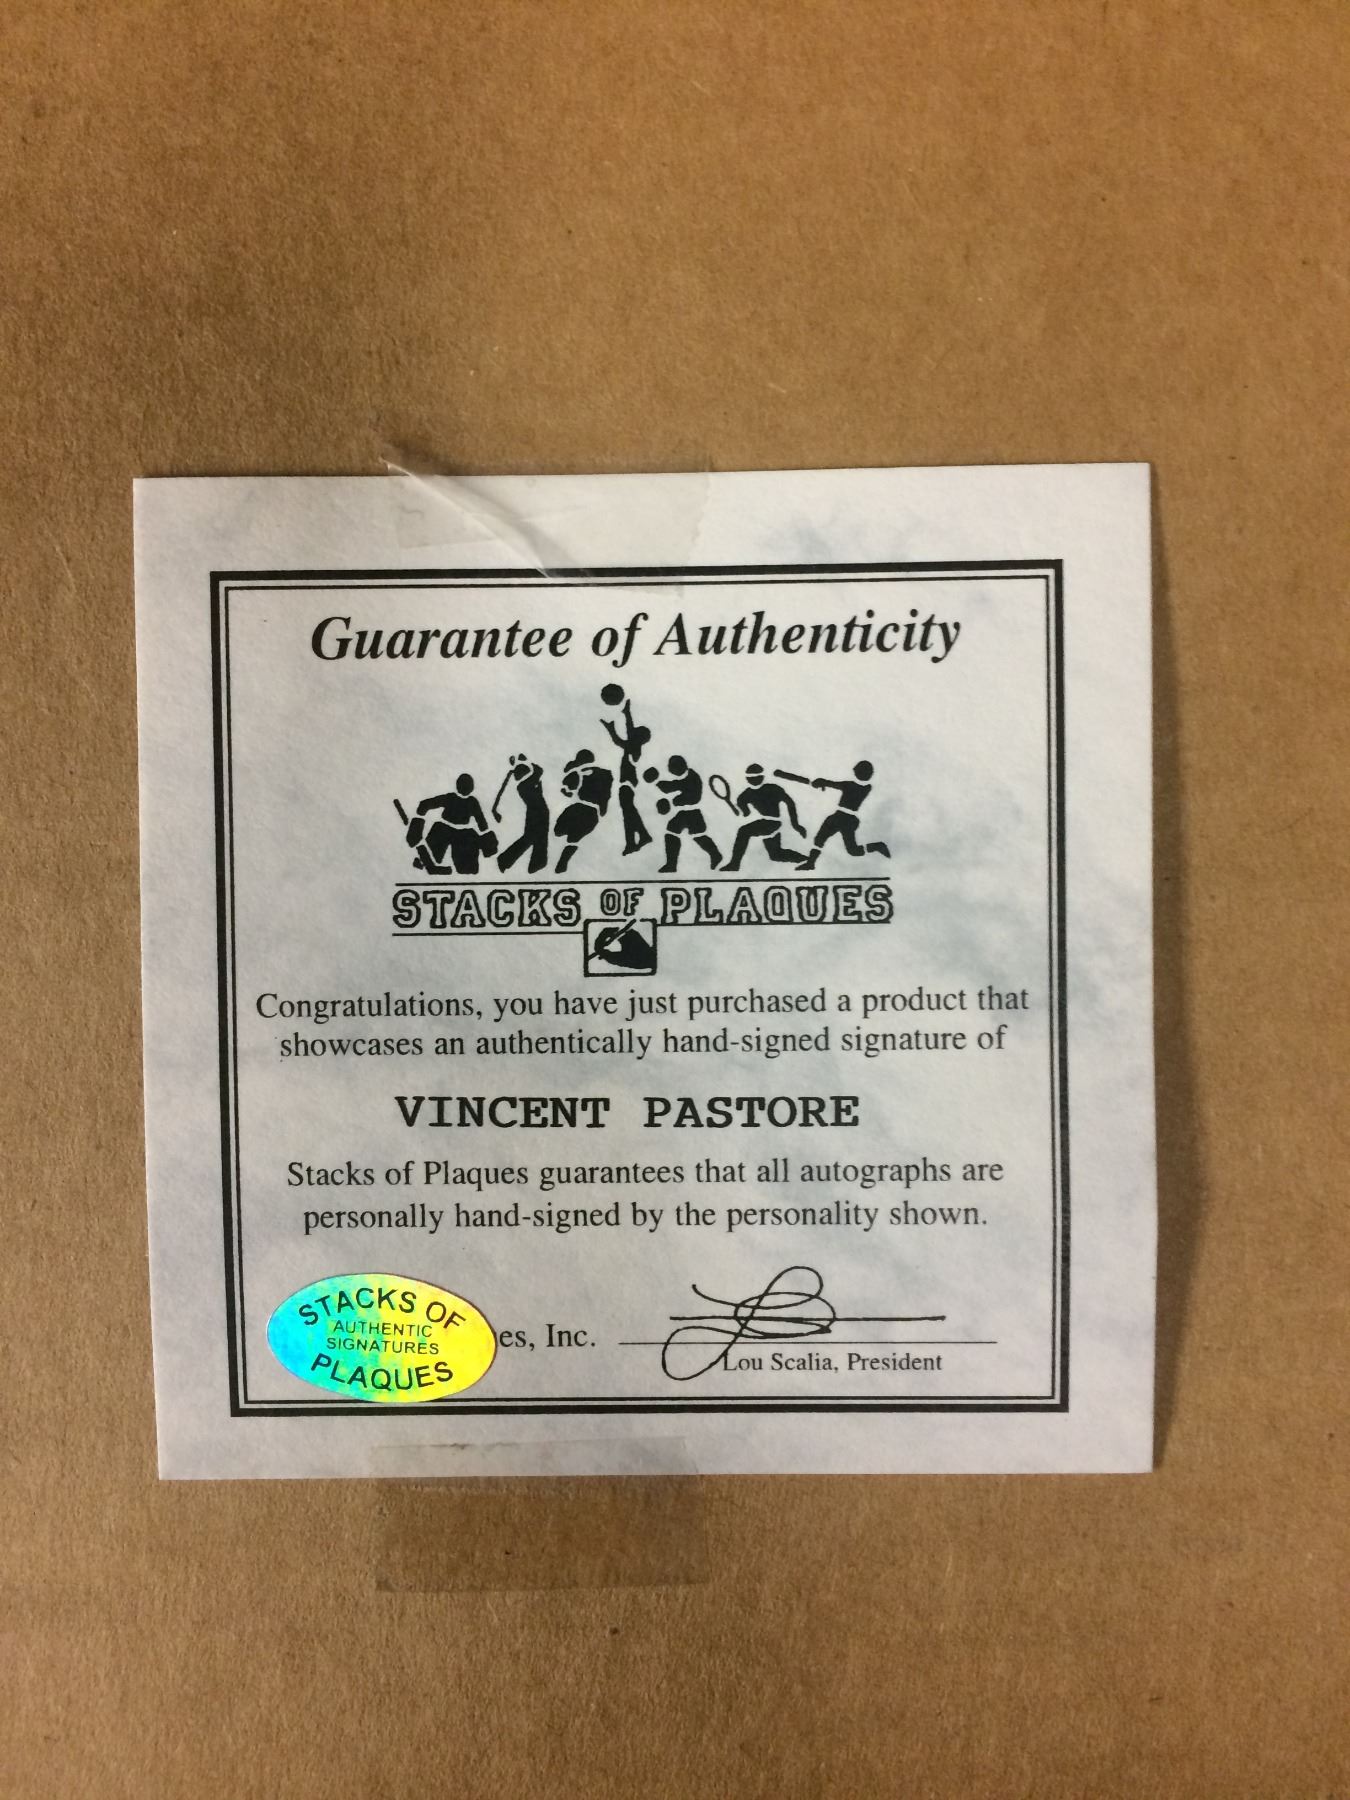 Guarantee of Authenticity
STACKS OF PLAQUES
Congratulations, you have just purchased a product that
showcases an authentically hand-signed signature of
VINCENT PASTORE
Stacks of Plaques guarantees that all autographs are
personally hand-signed by the personality shown.
STACKS OF
AUTHENTIC
SIGNATURES
PLAQUES
es, Inc.
Lou Scalia, President